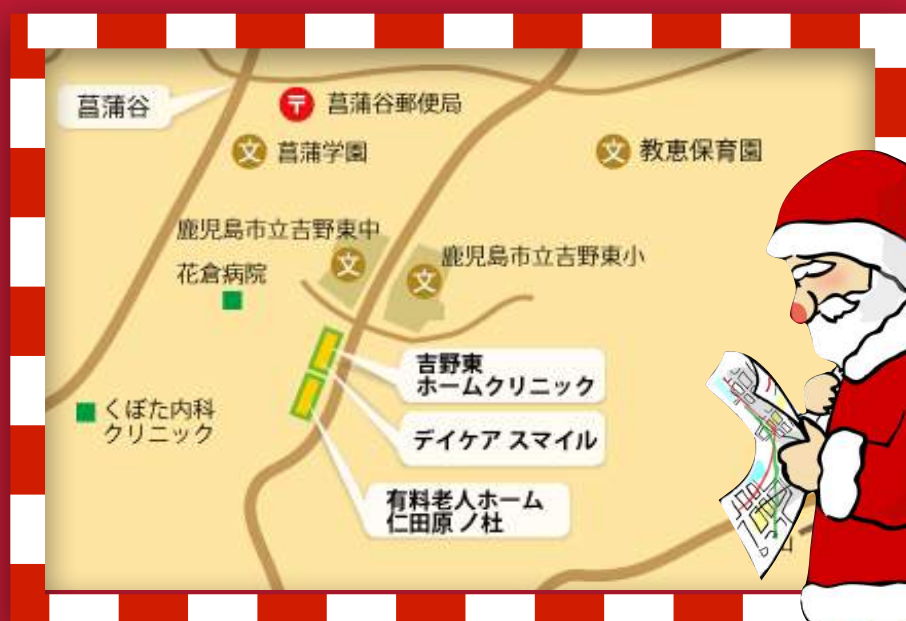 菖蒲谷
菖蒲谷郵便局
文
菖蒲学園
文
教恵保育園
鹿児島市立吉野東中
文
鹿児島市立吉野東小
文
花倉病院
吉野東
ホームクリニック
くぼた内科
クリニック
デイケア スマイル
有料老人ホーム
仁田原ノ杜